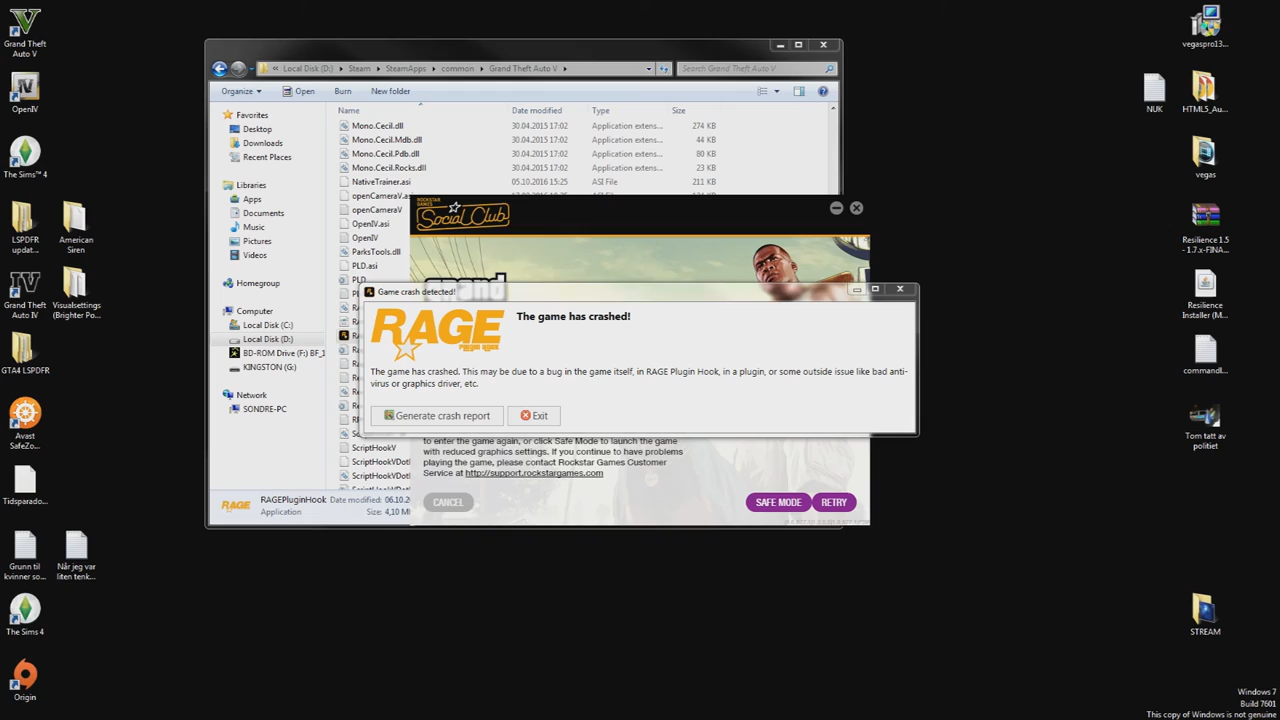 Grand Theft
Auto V
OpenIV
The Sims™ 4
LSPDFR
updat...
American
Siren
Grand Theft
Auto IV
Visualsettings
(Brighter Po...
GTA4 LSPDFR
Avast
SafeZo...
Tidsparado...
Grunn til
kvinner so...
Når jeg var
liten tenk...
The Sims 4
Origin
« Local Disk (D:) Steam SteamApps common Grand Theft Auto V
Search Grand Theft Auto V
Organize
Open
Burn
New folder
Favorites
Desktop
Downloads
Recent Places
Libraries
Apps
Documents
Music
Pictures
Videos
Homegroup
Computer
Local Disk (C:)
Local Disk (D:)
BD-ROM Drive (F:) BF_1
KINGSTON (G:)
Network
SONDRE-PC
Name Date modified Type Size
Mono.Cecil.dll 30.04.2015 17:02 Application extens... 274 KB
Mono.Cecil.Mdb.dll 30.04.2015 17:02 Application extens... 44 KB
Mono.Cecil.Pdb.dll 30.04.2015 17:02 Application extens... 80 KB
Mono.Cecil.Rocks.dll 30.04.2015 17:02 Application extens... 23 KB
NativeTrainer.asi 05.10.2016 15:25 ASI File 211 KB
openCameraV.as
openCameraV
OpenIV.asi
OpenIV
ParksTools.dll
PLD.asi
PLD
ScriptHookV
ScriptHookVDot
ScriptHookVDot
RAGE
RAGEPluginHook Date modified: 06.10.20
Application Size: 4,10 MB
ROCKSTAR
GAMES
Social Club
grand
Game crash detected!
RAGE
PLUGIN HOOK
The game has crashed!
The game has crashed. This may be due to a bug in the game itself, in RAGE Plugin Hook, in a plugin, or some outside issue like bad anti-
virus or graphics driver, etc.
Generate crash report
Exit
to enter the game again, or click Safe Mode to launch the game
with reduced graphics settings. If you continue to have problems
playing the game, please contact Rockstar Games Customer
Service at http://support.rockstargames.com
CANCEL
SAFE MODE
RETRY
vegaspro13...
NUK
HTML5_Au...
vegas
Resilience 1.5
- 1.7.x-FINA...
Resilience
Installer (M...
commandl...
Tom tatt av
politiet
STREAM
Windows 7
Build 7601
This copy of Windows is not genuine